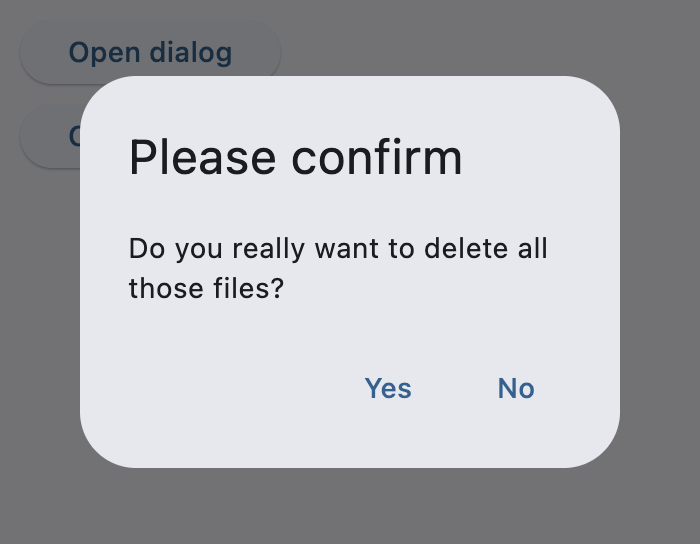 Open dialog
Please confirm
Do you really want to delete all
those files?
Yes No